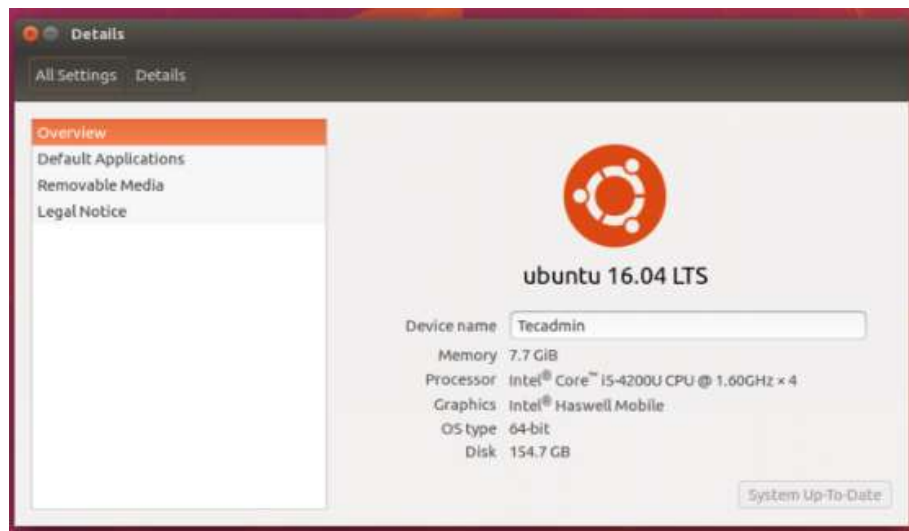 Details
All Settings Details
Overview
Default Applications
Removable Media
Legal Notice
ubuntu 16.04 LTS
Device name Tecadmin
Memory 7.7 GiB
Processor Intel® Core™ i5-4200U CPU @ 1.60GHz × 4
Graphics Intel® Haswell Mobile
OS type 64-bit
Disk 154.7 GB
System Up-To-Date